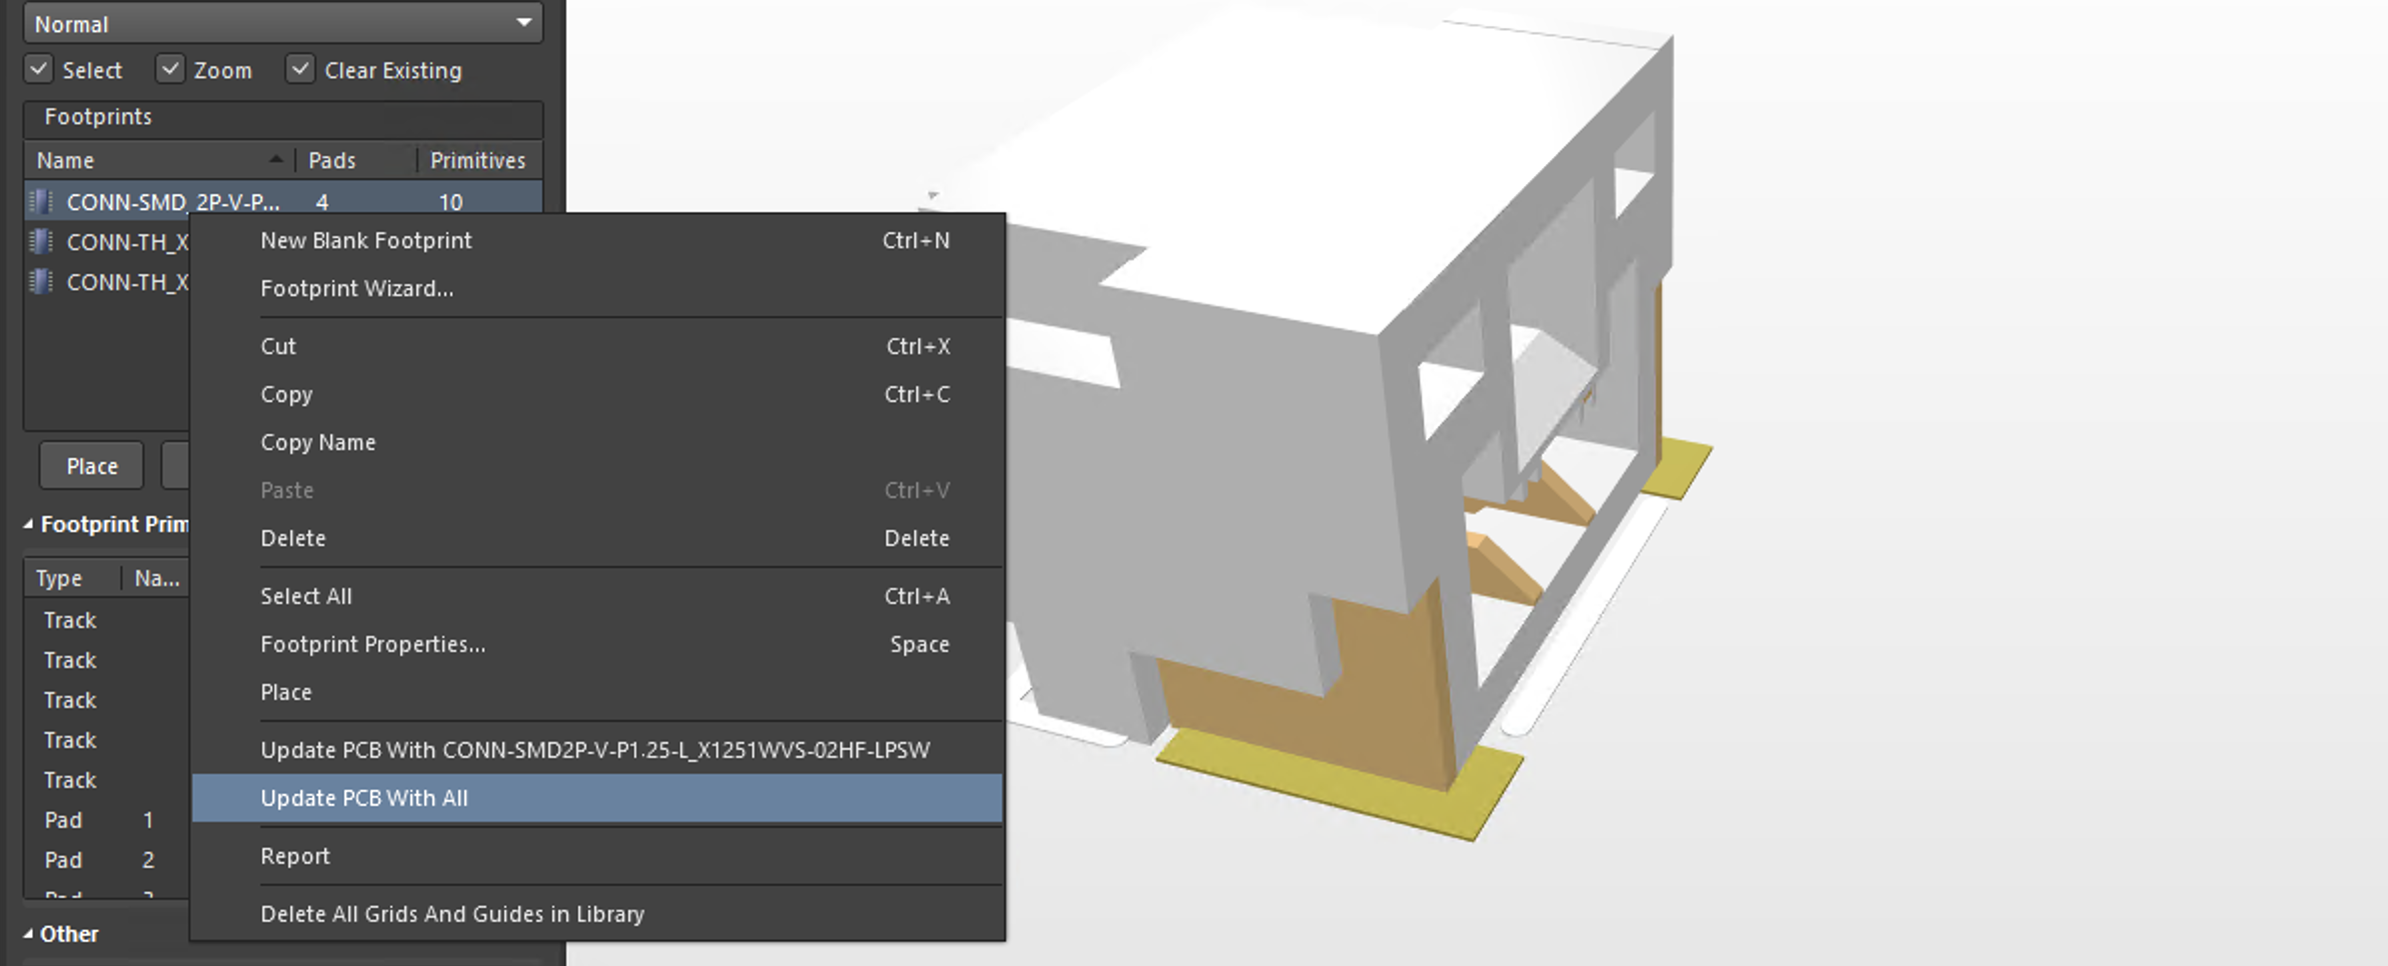 Normal
Select Zoom Clear Existing
Footprints
Name Pads Primitives
CONN-SMD_2P-V-P... 4 10
CONN-TH_X
CONN-TH_X
New Blank Footprint Ctrl+N
Footprint Wizard...
Cut Ctrl+X
Copy Ctrl+C
Copy Name
Paste Ctrl+V
Delete Delete
Select All Ctrl+A
Footprint Properties... Space
Place
Update PCB With CONN-SMD2P-V-P1.25-L_X1251WVS-02HF-LPSW
Update PCB With All
Report
Delete All Grids And Guides in Library
Place
Footprint Prim
Type Na...
Track
Track
Track
Track
Track
Pad 1
Pad 2
Other